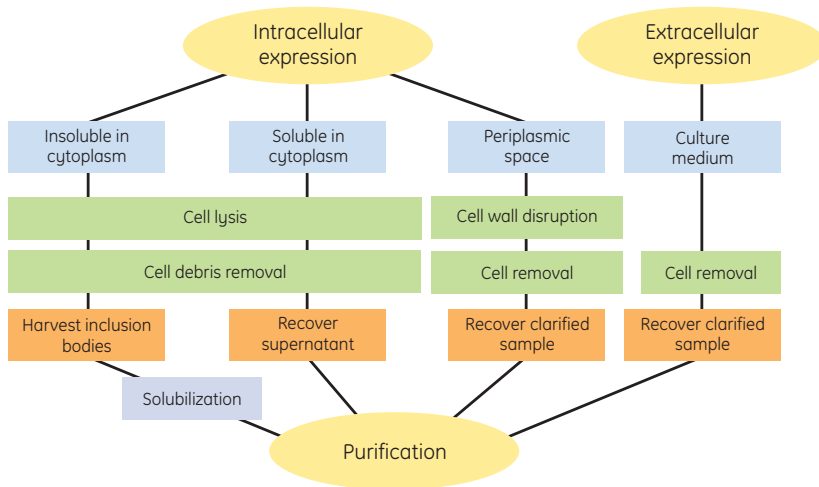 Intracellular
expression
Extracellular
expression
Insoluble in
cytoplasm
Soluble in
cytoplasm
Periplasmic
space
Culture
medium
Cell lysis
Cell wall disruption
Cell debris removal
Cell removal
Cell removal
Harvest inclusion
bodies
Recover
supernatant
Recover clarified
sample
Recover clarified
sample
Solubilization
Purification